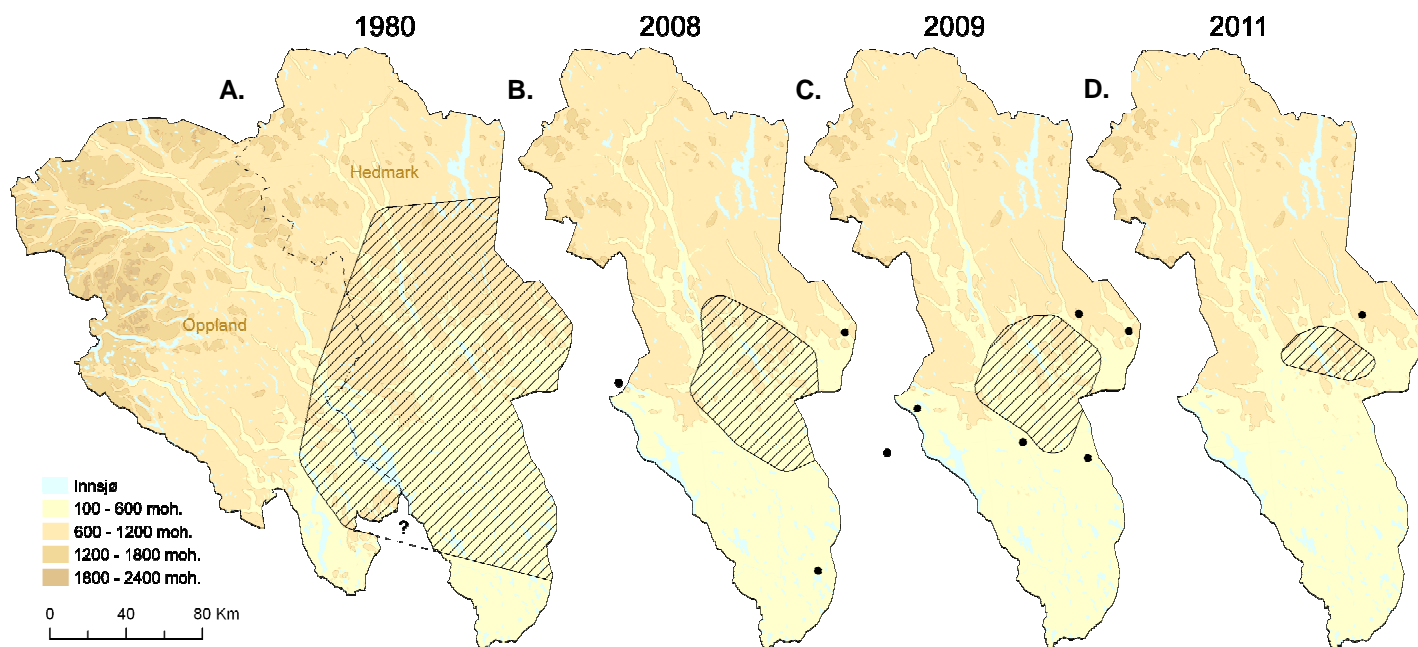 1980
2008
2009
2011
A.
B.
C.
D.
Hedmark
Oppland
?
Innsjø
100 - 600 moh.
600 - 1200 moh.
1200 - 1800 moh.
1800 - 2400 moh.
0 40 80 Km